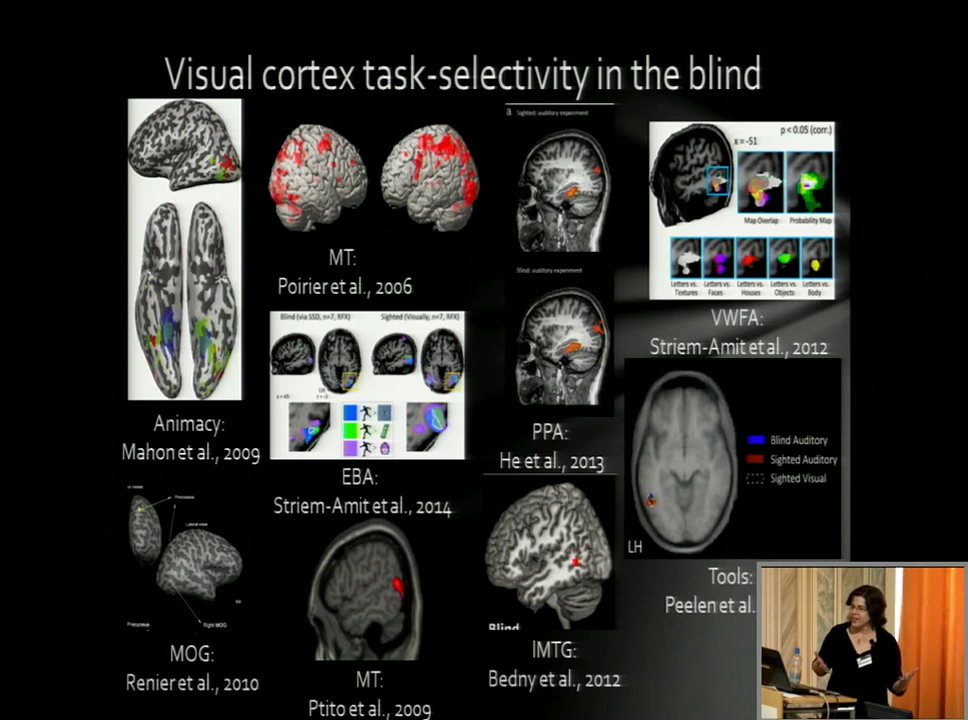 Visual cortex task-selectivity in the blind
Animacy:
Mahon et al., 2009
MT:
Poirier et al., 2006
a Sighted: auditory experiment
Blind: auditory experiment
PPA:
He et al., 2013
p < 0.05 (corr.)
x = -51
Map Overlap
Probability Map
Letters vs. Textures
Letters vs. Faces
Letters vs. Houses
Letters vs. Objects
Letters vs. Body
VWFA:
Striem-Amit et al., 2012
Blind (via SSD, n=7, RFX)
Sighted (Visually, n=7, RFX)
EBA:
Striem-Amit et al., 2014
Blind Auditory
Sighted Auditory
Sighted Visual
LH
Tools:
Peelen et al.
Precuneus
Lateral view
Precuneus
Right MOG
MOG:
Renier et al., 2010
MT:
Ptito et al., 2009
Blind
IMTG:
Bedny et al., 2012